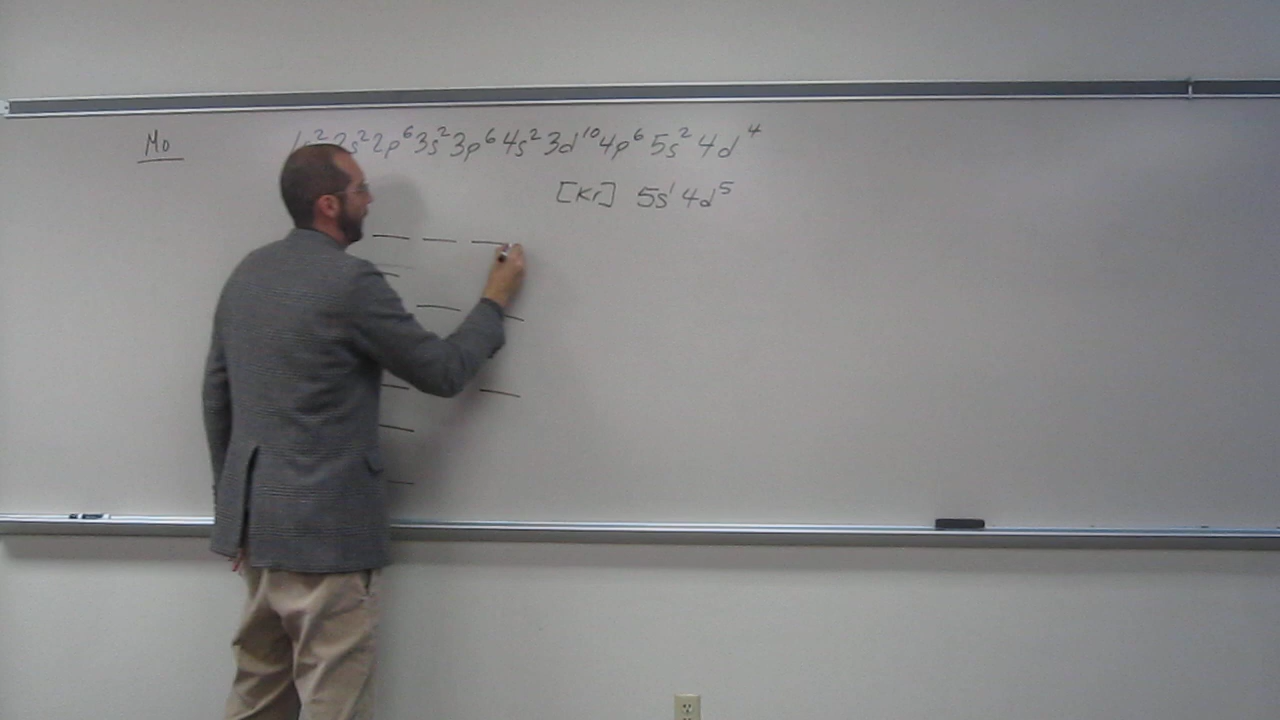 Mo 1s² 2s² 2p⁶ 3s² 3p⁶ 4s² 3d¹⁰ 4p⁶ 5s² 4d⁴
[Kr] 5s¹ 4d⁵